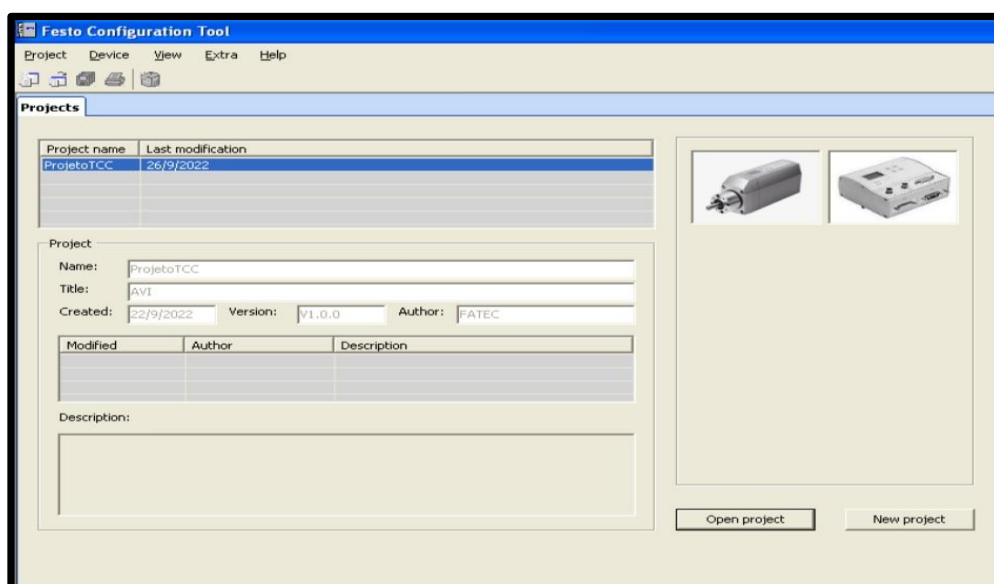 Festo Configuration Tool
Project Device View Extra Help
Projects
Project name Last modification
ProjetoTCC 26/9/2022
Project
Name: ProjetoTCC
Title: AVI
Created: 22/9/2022 Version: V1.0.0 Author: FATEC
Modified Author Description
Description:
Open project New project